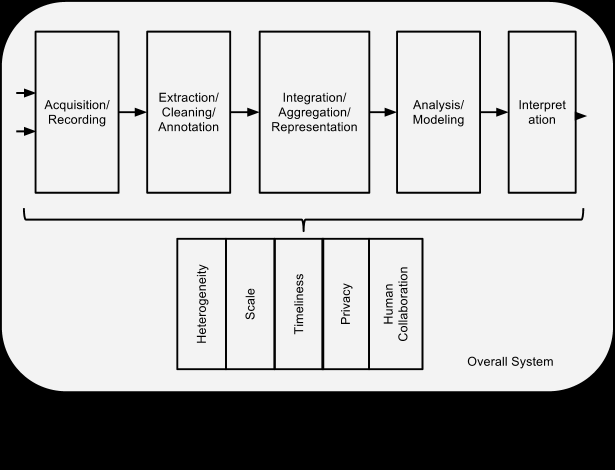 Acquisition/
Recording
Extraction/
Cleaning/
Annotation
Integration/
Aggregation/
Representation
Analysis/
Modeling
Interpret
ation
Heterogeneity
Scale
Timeliness
Privacy
Human
Collaboration
Overall System